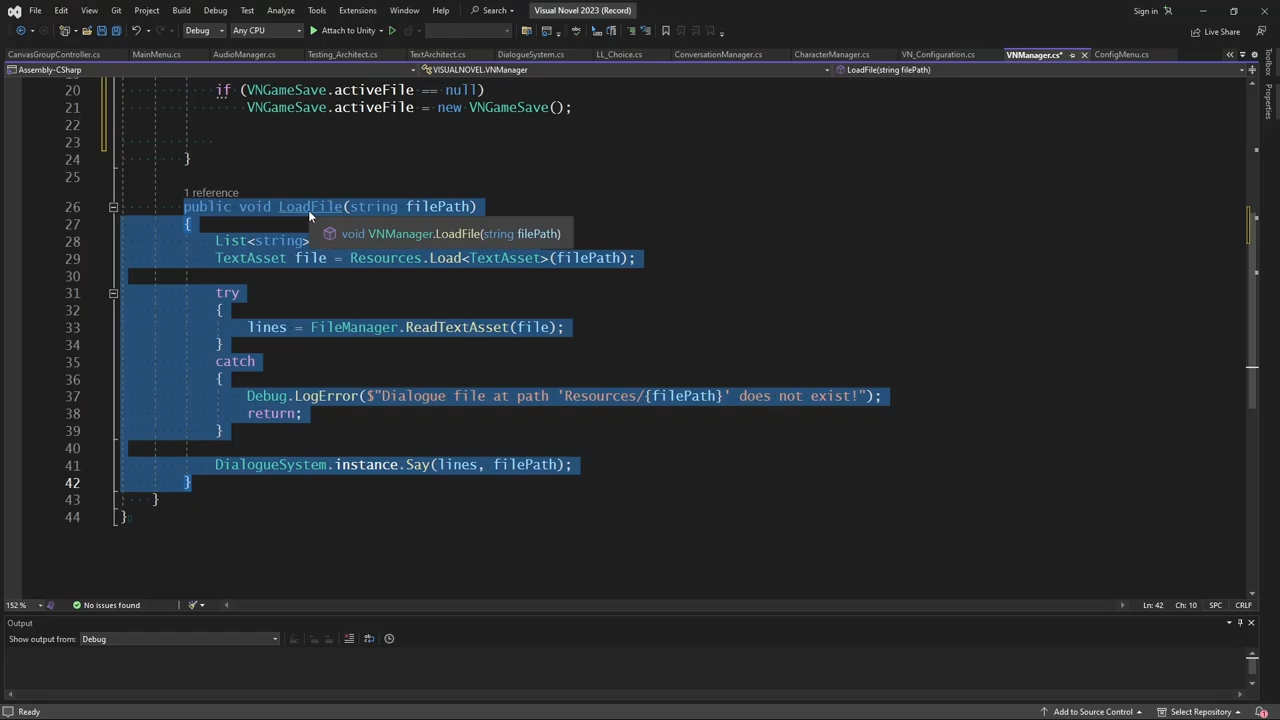 File Edit View Git Project Build Debug Test Analyze Tools Extensions Window Help Search Visual Novel 2023 (Record) Sign in
Debug Any CPU Attach to Unity Live Share
CanvasGroupController.cs MainMenu.cs AudioManager.cs Testing_Architect.cs TextArchitect.cs DialogueSystem.cs LL_Choice.cs ConversationManager.cs CharacterManager.cs VN_Configuration.cs VNManager.cs* ConfigMenu.cs
Assembly-CSharp VISUALNOVEL.VNManager LoadFile(string filePath)
Toolbox
Properties
20 if (VNGameSave.activeFile == null)
21 VNGameSave.activeFile = new VNGameSave();
22
23
24 }
25
1 reference
26 public void LoadFile(string filePath)
27 {
void VNManager.LoadFile(string filePath)
28 List<string>
29 TextAsset file = Resources.Load<TextAsset>(filePath);
30
31 try
32 {
33 lines = FileManager.ReadTextAsset(file);
34 }
35 catch
36 {
37 Debug.LogError($"Dialogue file at path 'Resources/{filePath}' does not exist!");
38 return;
39 }
40
41 DialogueSystem.instance.Say(lines, filePath);
42 }
43 }
44 }
152 % No issues found Ln: 42 Ch: 10 SPC CRLF
Output
Show output from: Debug
Ready Add to Source Control Select Repository 1